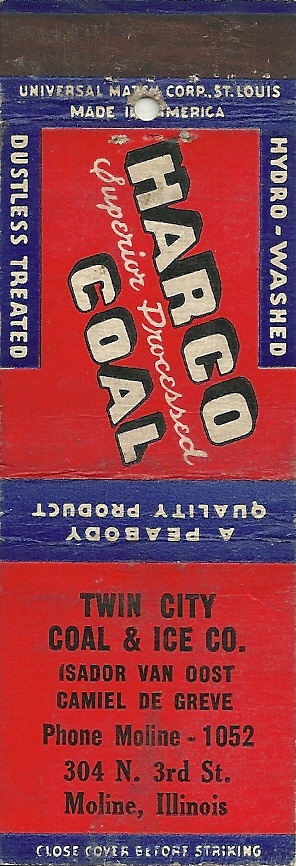 UNIVERSAL MATCH CORP., ST. LOUIS
MADE IN AMERICA
DUSTLESS TREATED
HYDRO-WASHED
HARCO
Superior Processed
COAL
A PEABODY
QUALITY PRODUCT
TWIN CITY
COAL & ICE CO.
ISADOR VAN OOST
CAMIEL DE GREVE
Phone Moline - 1052
304 N. 3rd St.
Moline, Illinois
CLOSE COVER BEFORE STRIKING